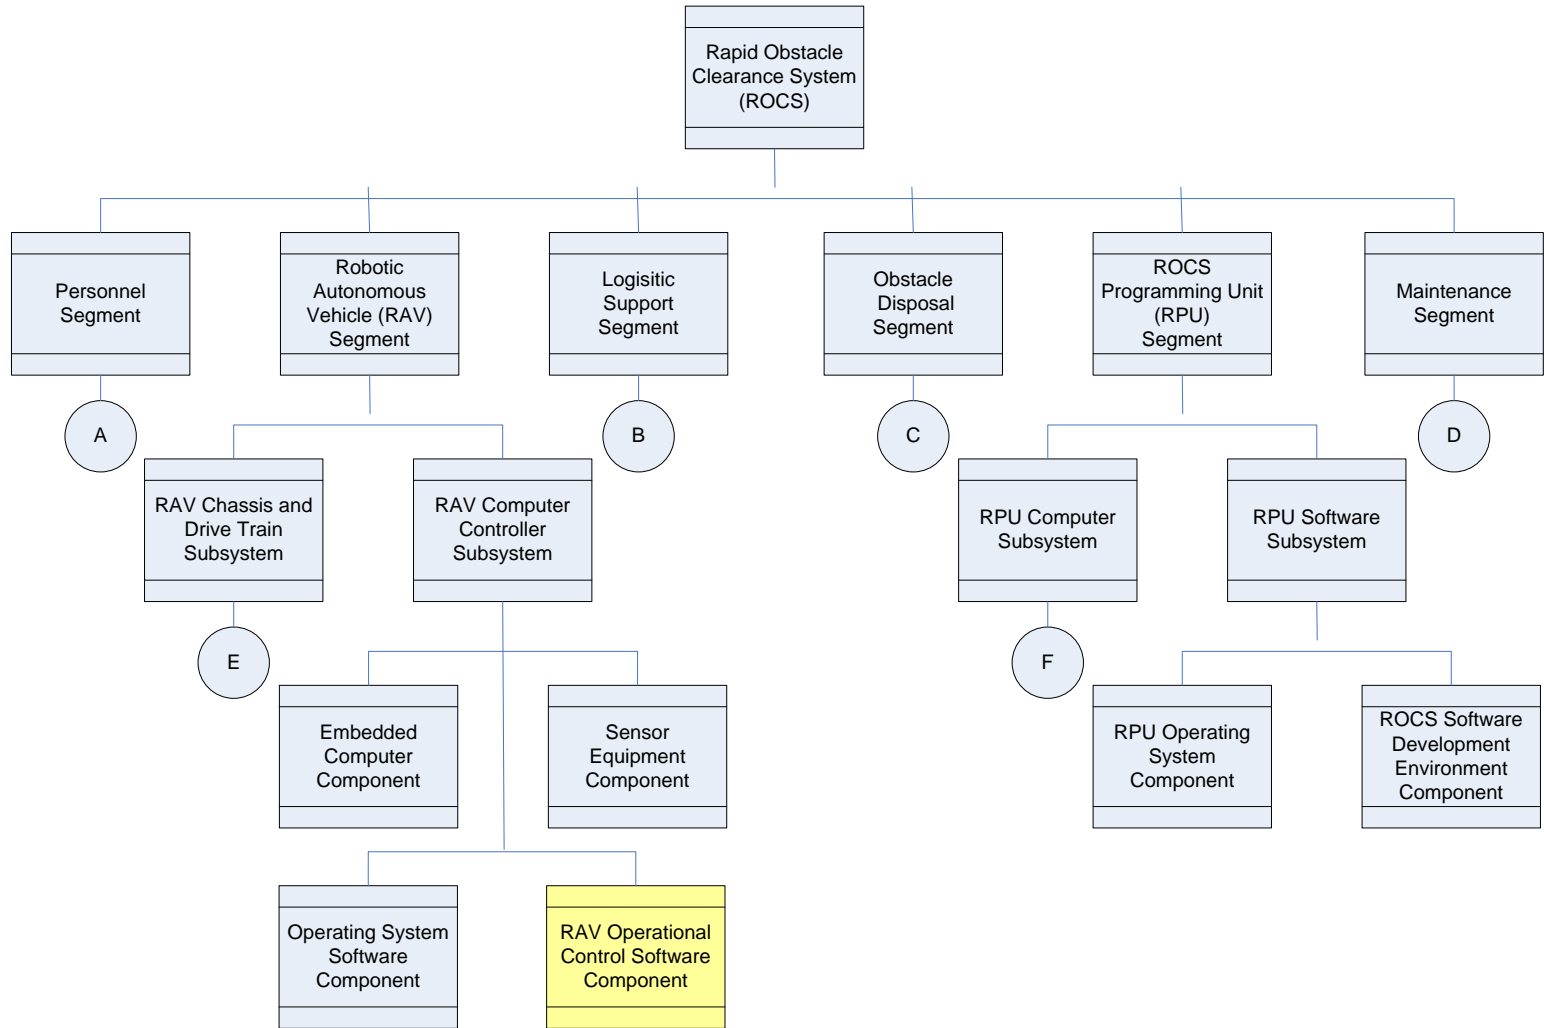 Rapid Obstacle
Clearance System
(ROCS)
Personnel
Segment
Robotic
Autonomous
Vehicle (RAV)
Segment
Logisitic
Support
Segment
Obstacle
Disposal
Segment
ROCS
Programming Unit
(RPU)
Segment
Maintenance
Segment
A
B
C
D
RAV Chassis and
Drive Train
Subsystem
RAV Computer
Controller
Subsystem
RPU Computer
Subsystem
RPU Software
Subsystem
E
F
Embedded
Computer
Component
Sensor
Equipment
Component
RPU Operating
System
Component
ROCS Software
Development
Environment
Component
Operating System
Software
Component
RAV Operational
Control Software
Component